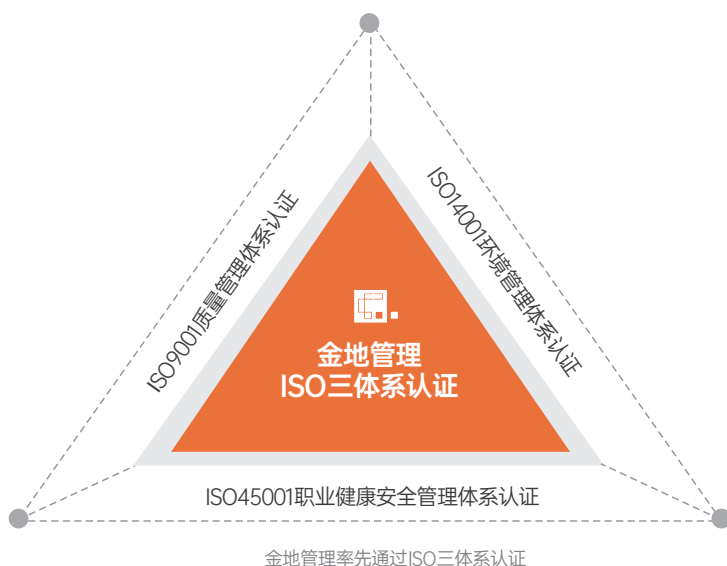 ISO9001质量管理体系认证
ISO14001环境管理体系认证
金地管理
ISO三体系认证
ISO45001职业健康安全管理体系认证
金地管理率先通过ISO三体系认证